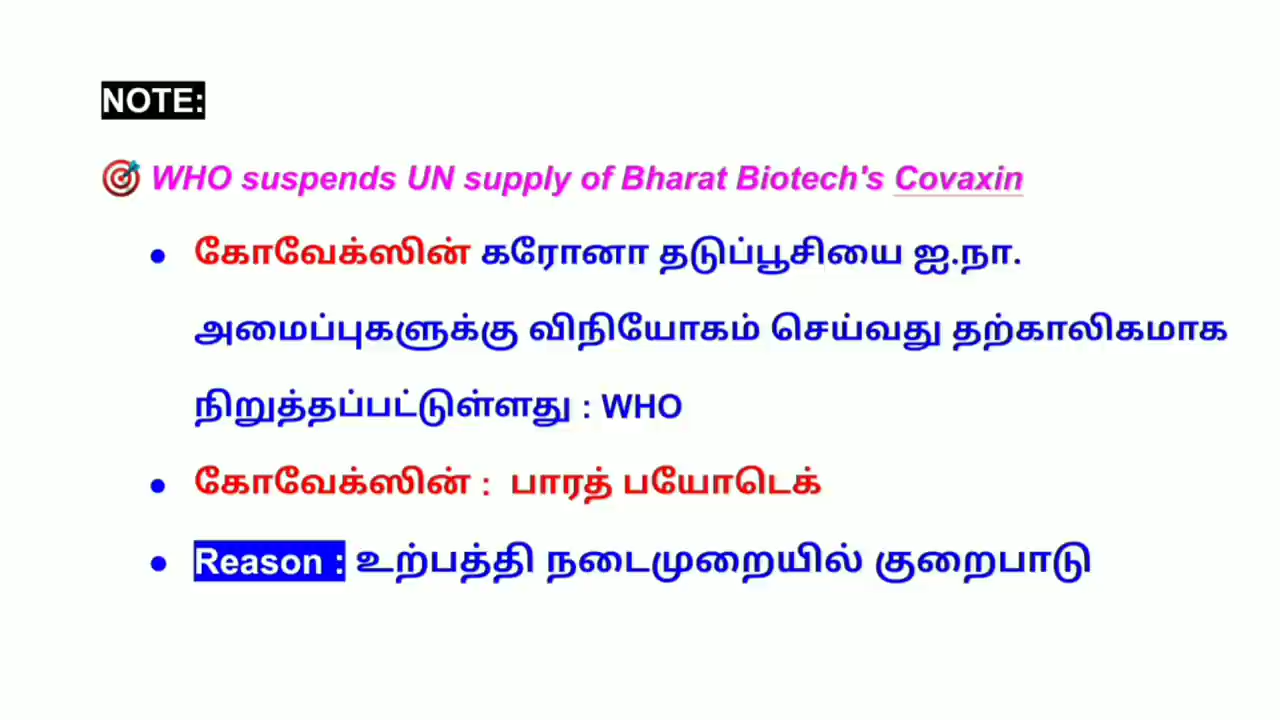 NOTE:
WHO suspends UN supply of Bharat Biotech's Covaxin
கோவேக்ஸின் கரோனா தடுப்பூசியை ஐ.நா.
அமைப்புகளுக்கு விநியோகம் செய்வது தற்காலிகமாக
நிறுத்தப்பட்டுள்ளது : WHO
கோவேக்ஸின் : பாரத் பயோடெக்
Reason : உற்பத்தி நடைமுறையில் குறைபாடு